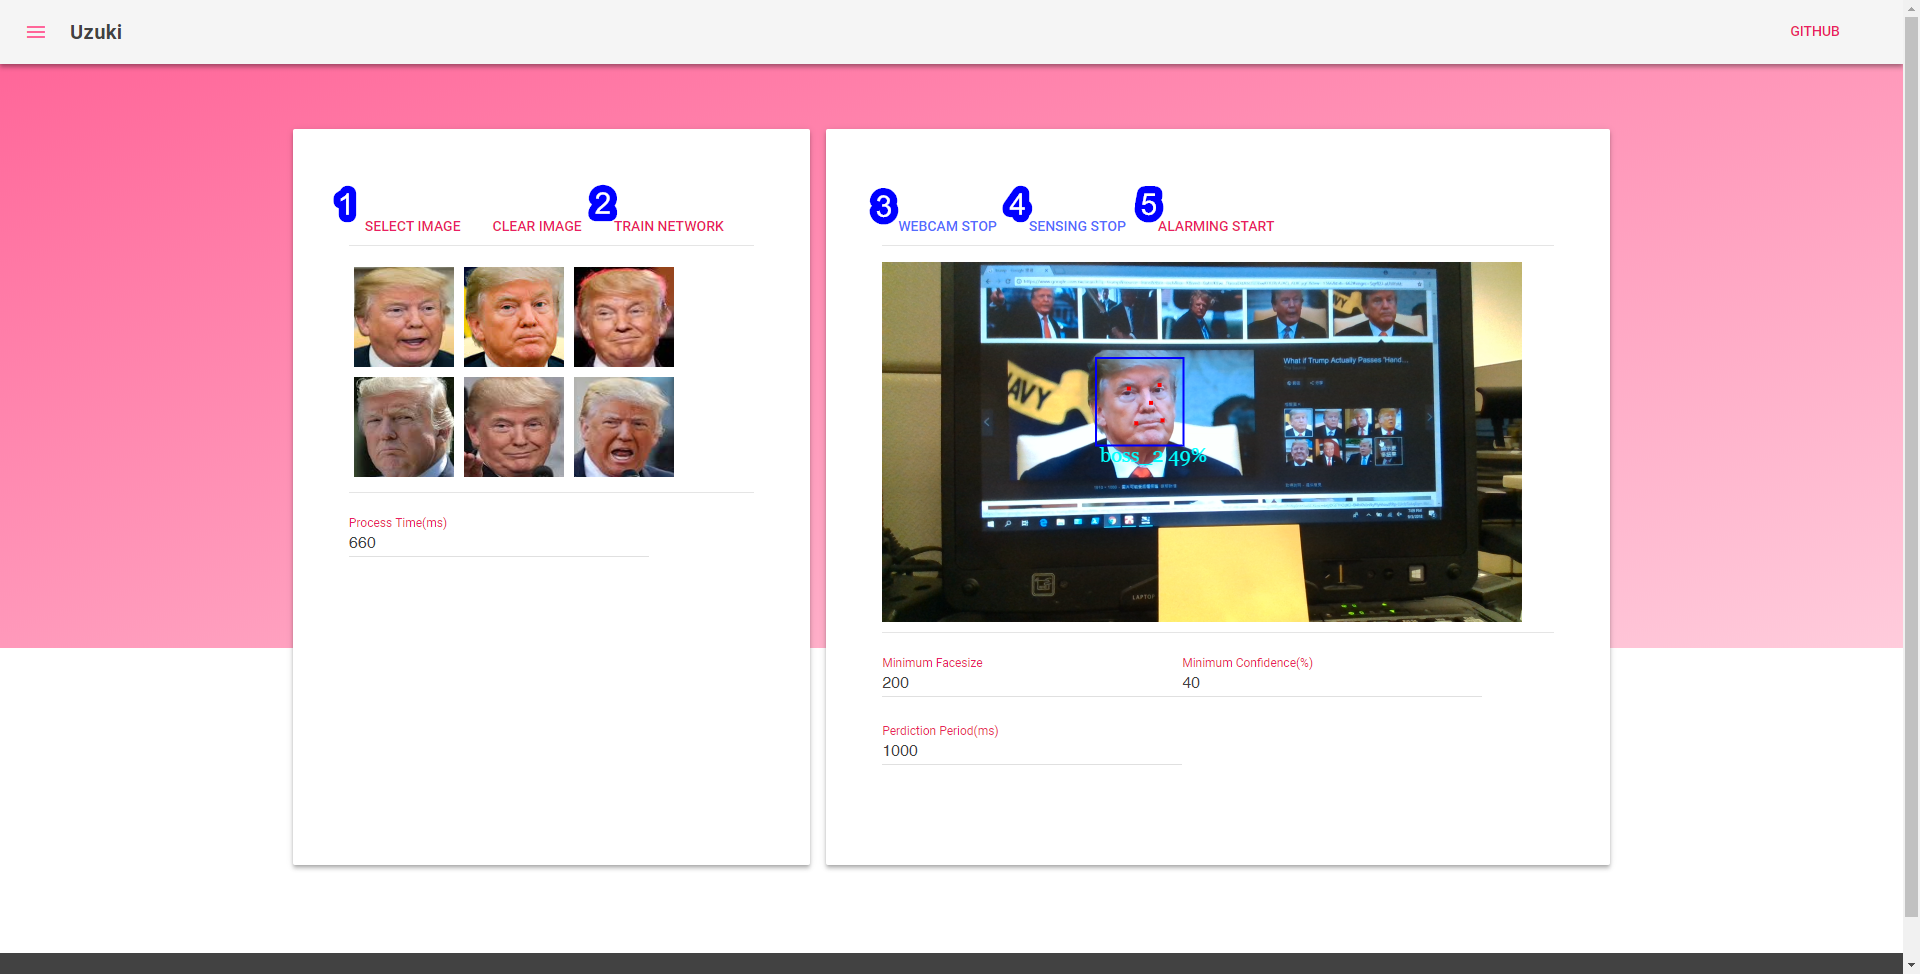 Uzuki
GITHUB
1
SELECT IMAGE
CLEAR IMAGE
2
TRAIN NETWORK
Process Time(ms)
660
3
WEBCAM STOP
4
SENSING STOP
5
ALARMING START
What if Trump Actually Passes 'Hand...
AVY
boss_2 49%
LAPTOP
Minimum Facesize
200
Minimum Confidence(%)
40
Perdiction Period(ms)
1000